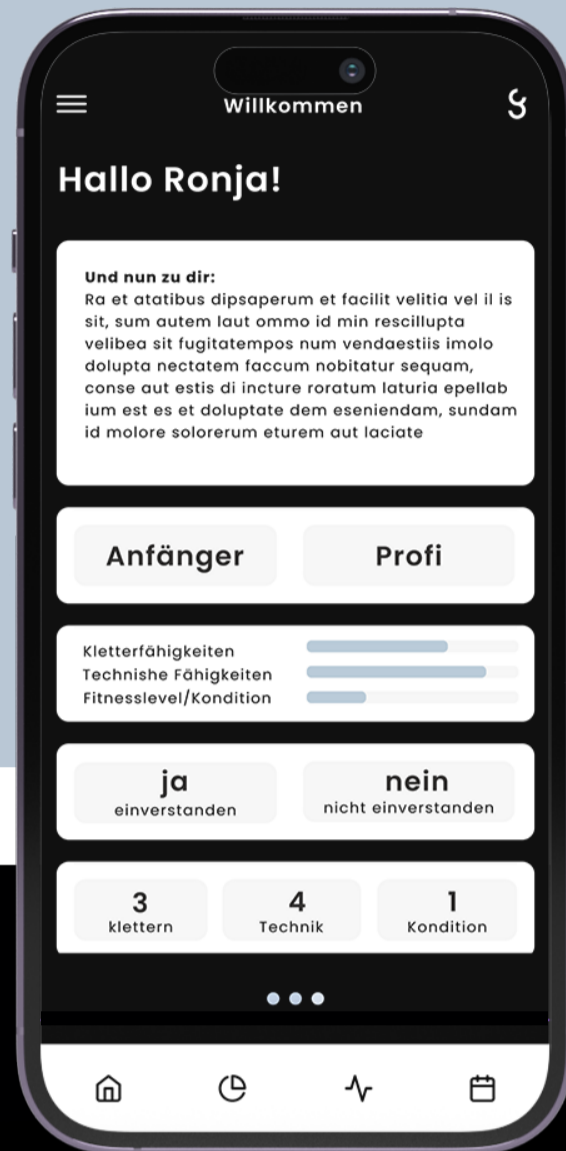 Willkommen
Hallo Ronja!
Und nun zu dir:
Ra et atatibus dipsaperum et facilit velitia vel il is
sit, sum autem laut ommo id min rescillupta
velibea sit fugitatempos num vendaestiis imolo
dolupta nectatem faccum nobitatur sequam,
conse aut estis di incture roratum laturia epellab
ium est es et doluptate dem eseniendam, sundam
id molore solorerum eturem aut laciate
Anfänger Profi
Kletterfähigkeiten
Technishe Fähigkeiten
Fitnesslevel/Kondition
ja nein
einverstanden nicht einverstanden
3 4 1
klettern Technik Kondition